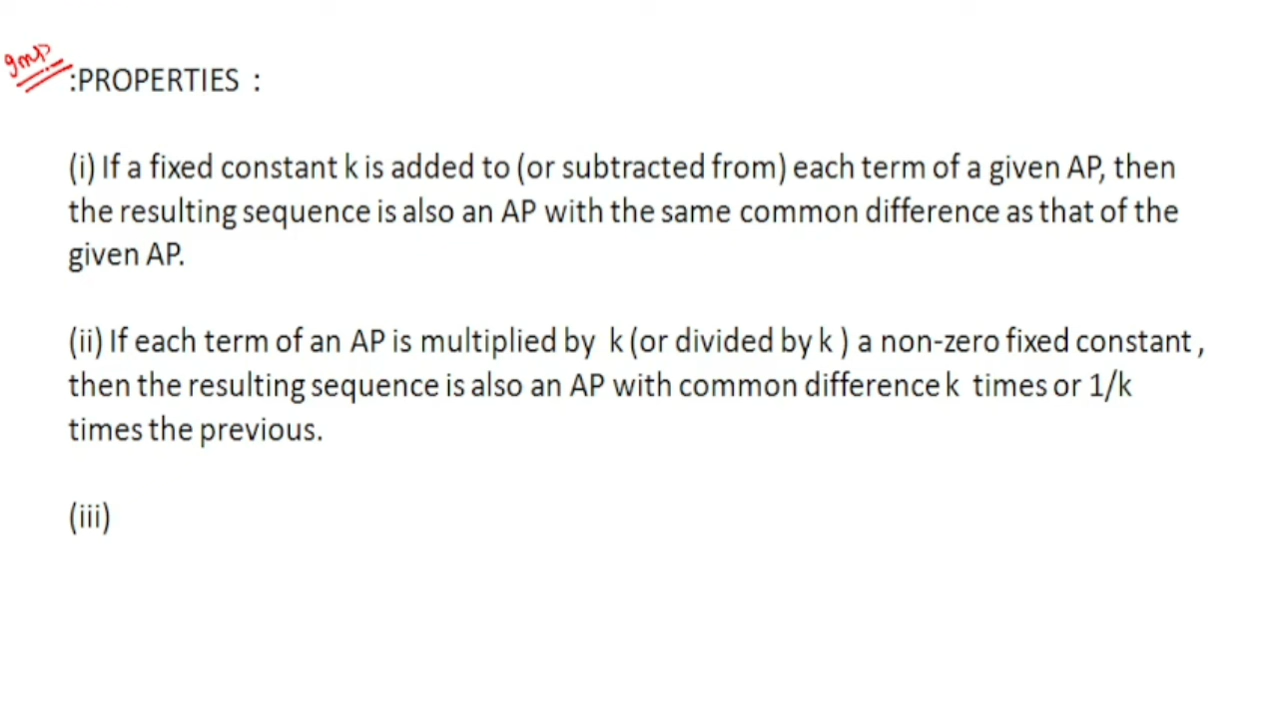 Imp
:PROPERTIES :
(i) If a fixed constant k is added to (or subtracted from) each term of a given AP, then
the resulting sequence is also an AP with the same common difference as that of the
given AP.
(ii) If each term of an AP is multiplied by k (or divided by k ) a non-zero fixed constant ,
then the resulting sequence is also an AP with common difference k times or 1/k
times the previous.
(iii)